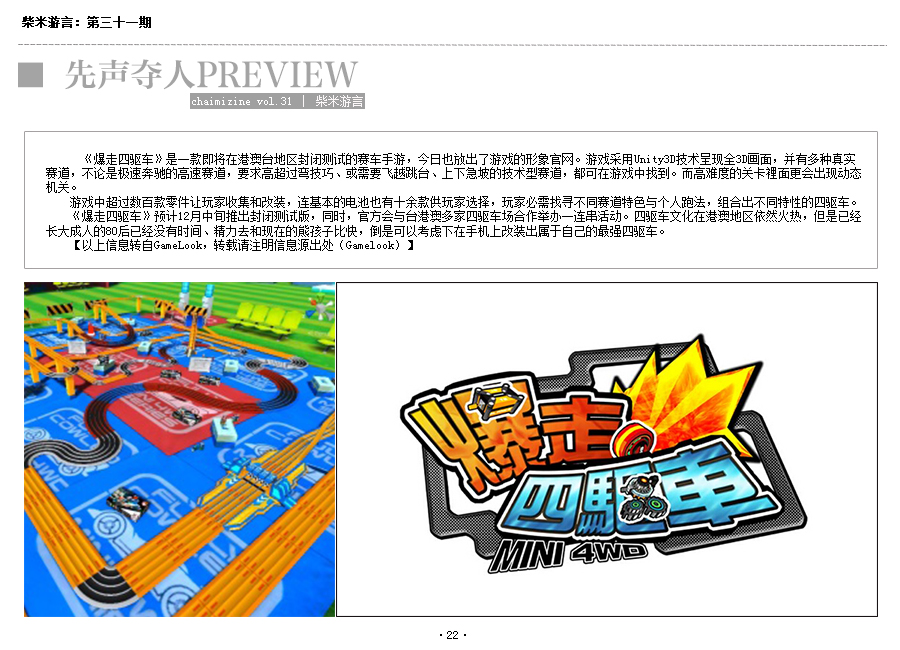 柴米游言：第三十一期
先声夺人PREVIEW
chaimizine vol.31 | 柴米游言
《爆走四驱车》是一款即将在港澳台地区封闭测试的赛车手游，今日也放出了游戏的形象官网。游戏采用Unity3D技术呈现全3D画面，并有多种真实
赛道，不论是极速奔驰的高速赛道，要求高超过弯技巧、或需要飞越跳台、上下急坡的技术型赛道，都可在游戏中找到。而高难度的关卡裡面更会出现动态
机关。
游戏中超过数百款零件让玩家收集和改装，连基本的电池也有十余款供玩家选择，玩家必需找寻不同赛道特色与个人跑法，组合出不同特性的四驱车。
《爆走四驱车》预计12月中旬推出封闭测试版，同时，官方会与台港澳多家四驱车场合作举办一连串活动。四驱车文化在港澳地区依然火热，但是已经
长大成人的80后已经没有时间、精力去和现在的熊孩子比快，倒是可以考虑下在手机上改装出属于自己的最强四驱车。
【以上信息转自GameLook，转载请注明信息源出处（Gamelook）】
爆走
四驅車
MINI 4WD
·22·